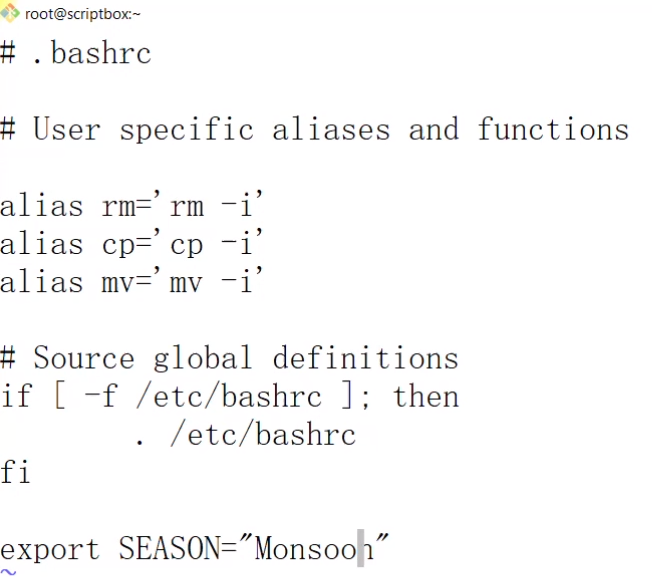 root@scriptbox:~
# .bashrc
# User specific aliases and functions
alias rm='rm -i'
alias cp='cp -i'
alias mv='mv -i'
# Source global definitions
if [ -f /etc/bashrc ]; then
. /etc/bashrc
fi
export SEASON="Monsoon"
~